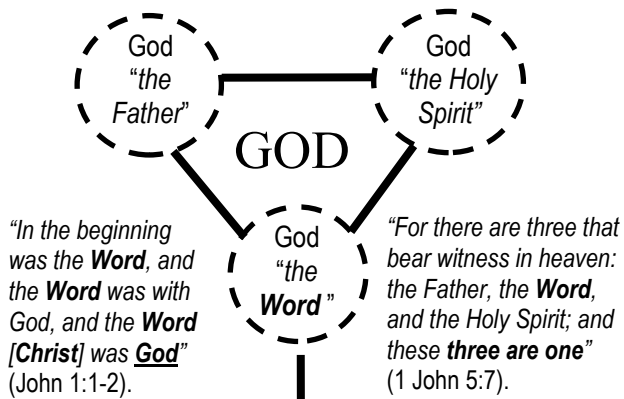 God
“the
Father”
God
“the Holy
Spirit”
GOD
God
“the
Word ”
“In the beginning
was the Word, and
the Word was with
God, and the Word
[Christ] was God”
(John 1:1-2).
“For there are three that
bear witness in heaven:
the Father, the Word,
and the Holy Spirit; and
these three are one”
(1 John 5:7).